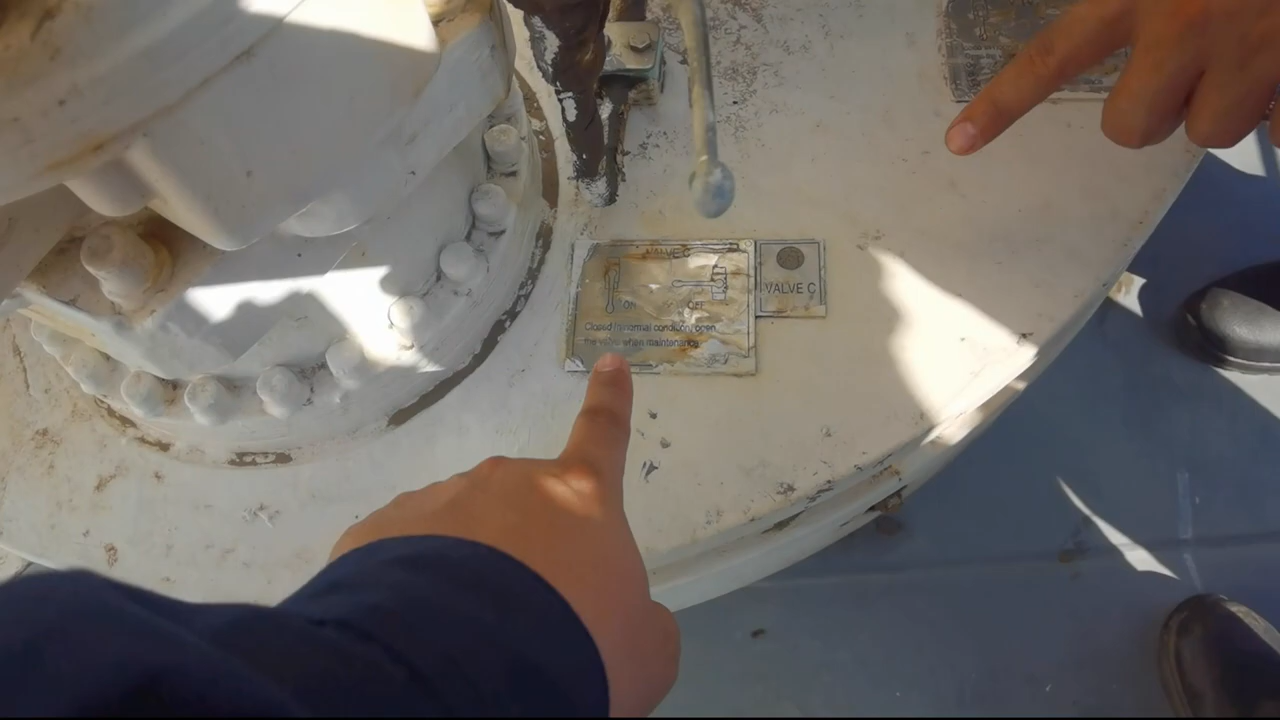 VALVE C
VALVE C
ON OFF
Closed in normal condition, open
the valve when maintenance